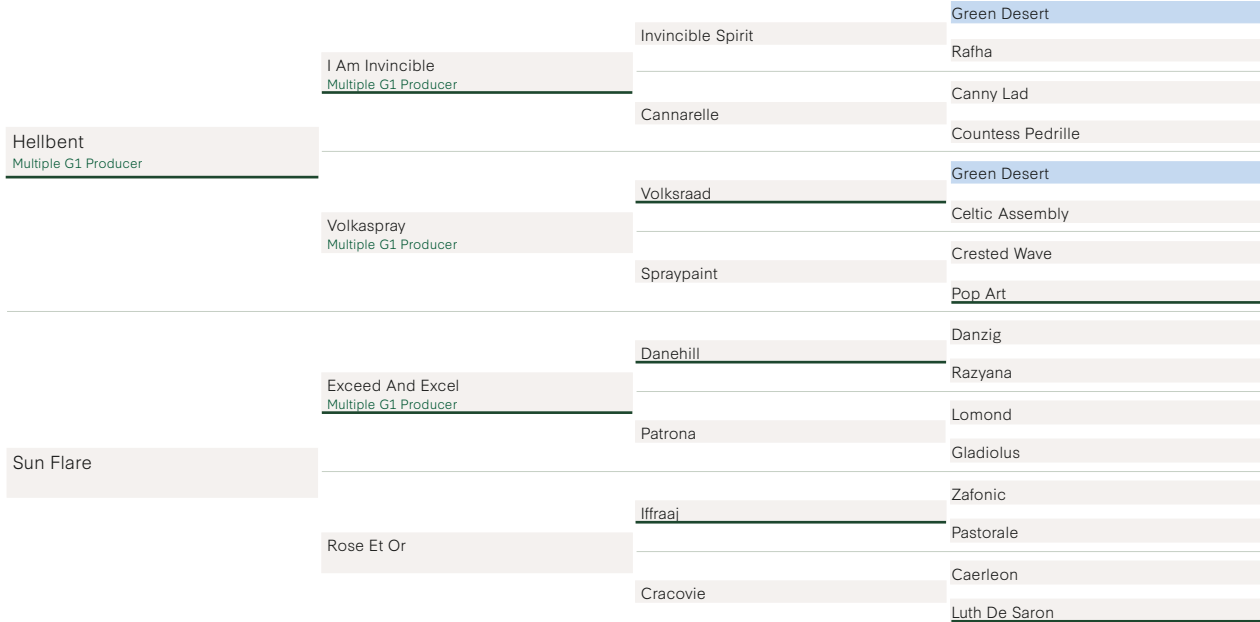 Hellbent
Multiple G1 Producer
Sun Flare
I Am Invincible
Multiple G1 Producer
Volkaspray
Multiple G1 Producer
Exceed And Excel
Multiple G1 Producer
Rose Et Or
Invincible Spirit
Cannarelle
Volksraad
Spraypaint
Danehill
Patrona
Iffraaj
Cracovie
Green Desert
Rafha
Canny Lad
Countess Pedrille
Green Desert
Celtic Assembly
Crested Wave
Pop Art
Danzig
Razyana
Lomond
Gladiolus
Zafonic
Pastorale
Caerleon
Luth De Saron